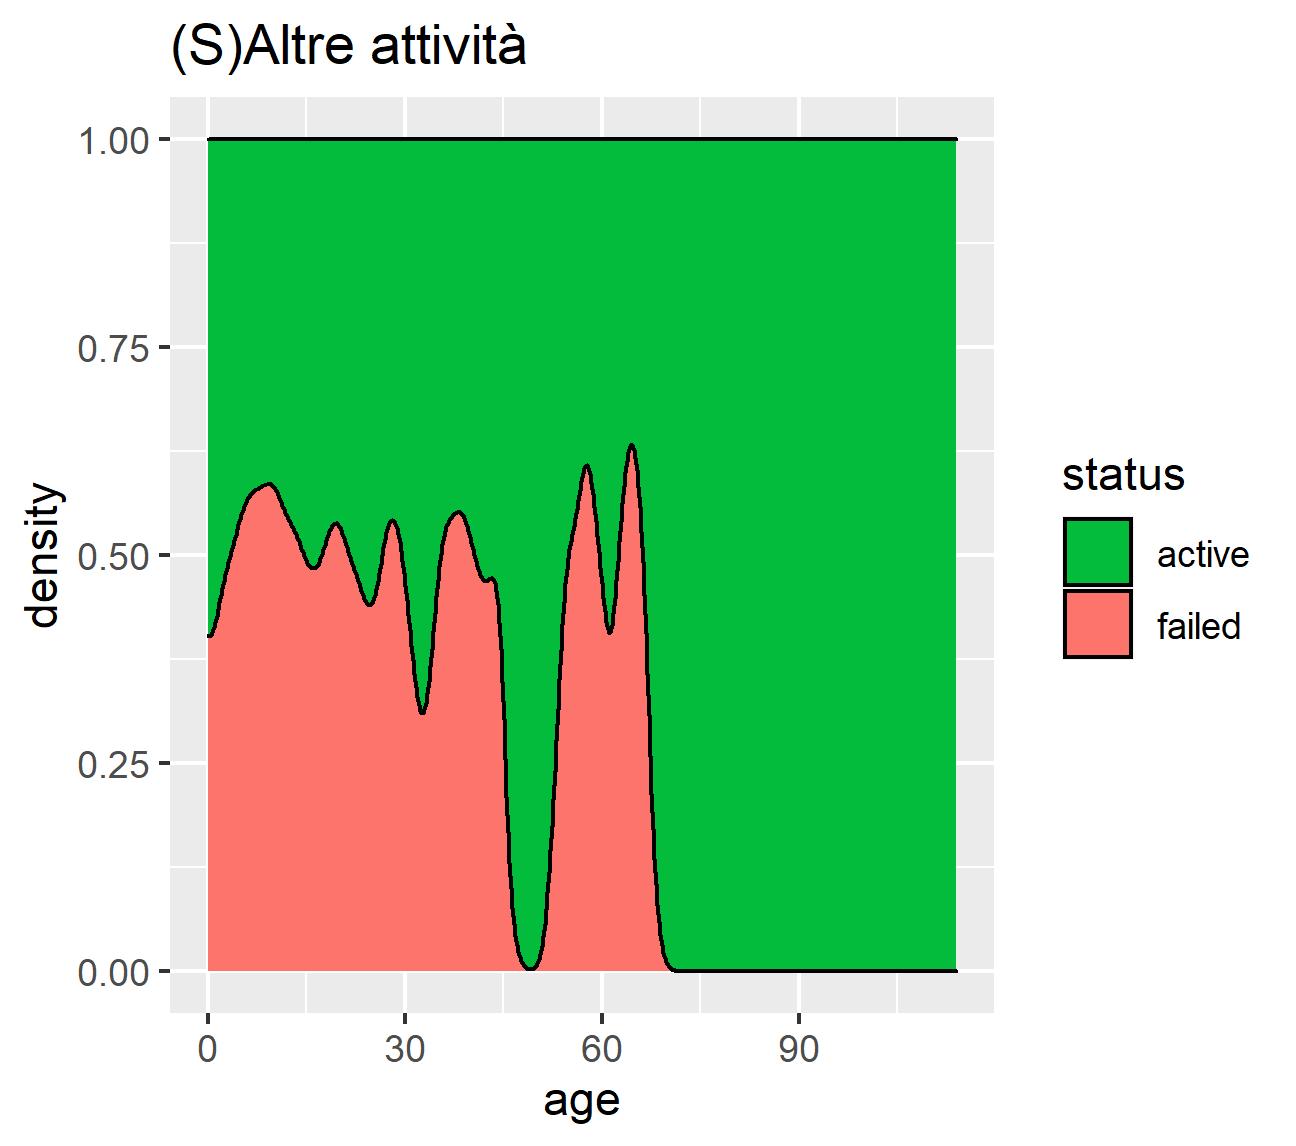 (S)Altre attività
1.00
0.75
0.50
0.25
0.00
density
0 30 60 90
age
status
active
failed